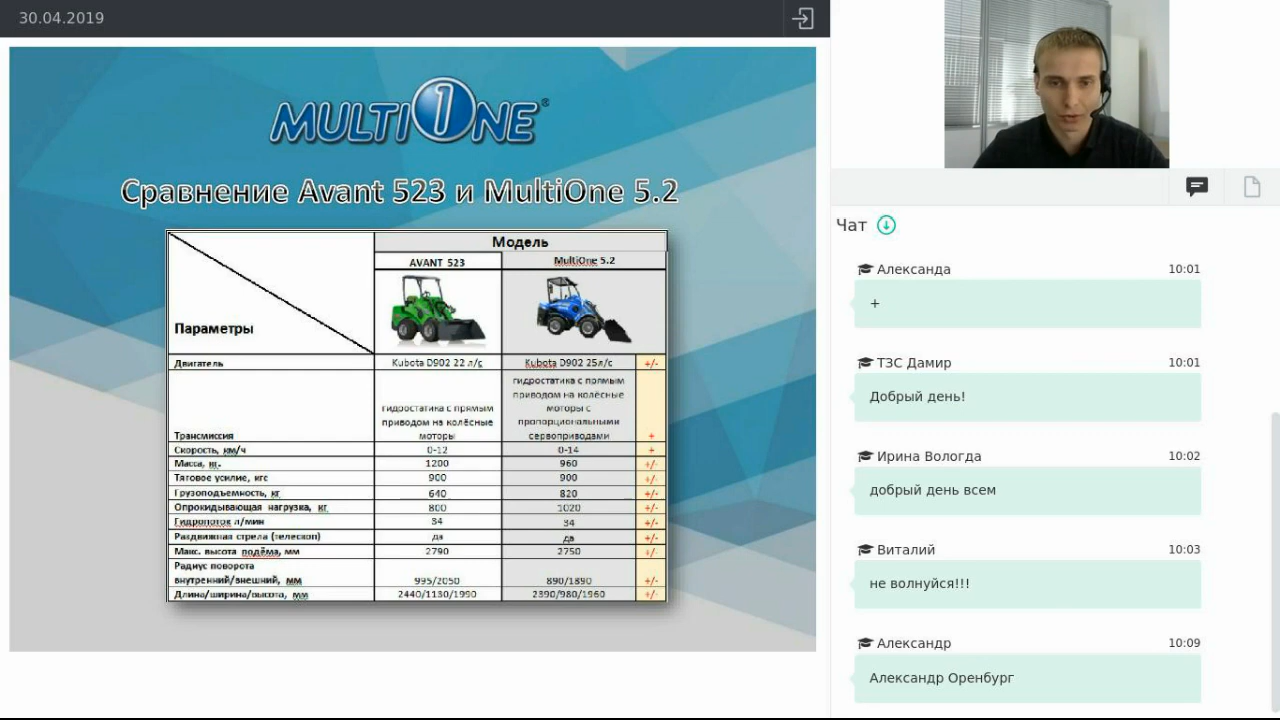 30.04.2019
MULTI1NE®
Сравнение Avant 523 и MultiOne 5.2
Модель
AVANT 523
MultiOne 5.2
Параметры
Двигатель Kubota D902 22 л/с Kubota D902 25л/с +/-
гидростатика с прямым приводом на колёсные моторы
гидростатика с прямым приводом на колёсные моторы с пропорциональными сервоприводами
Трансмиссия +
Скорость, км/ч 0-12 0-14 +
Масса, кг. 1200 960 +/-
Тяговое усилие, кгс 900 900 +/-
Грузоподъемность, кг 640 820 +/-
Опрокидывающая нагрузка, кг 800 1020 +/-
Гидропоток л/мин 34 34 +/-
Раздвижная стрела (телескоп) да да +/-
Макс. высота подёма, мм 2790 2750 +/-
Радиус поворота
внутренний/внешний, мм 995/2050 890/1890 +/-
Длина/ширина/высота, мм 2440/1130/1990 2390/980/1960 +/-
Чат
Александа 10:01
+
ТЗС Дамир 10:01
Добрый день!
Ирина Вологда 10:02
добрый день всем
Виталий 10:03
не волнуйся!!!
Александр 10:09
Александр Оренбург